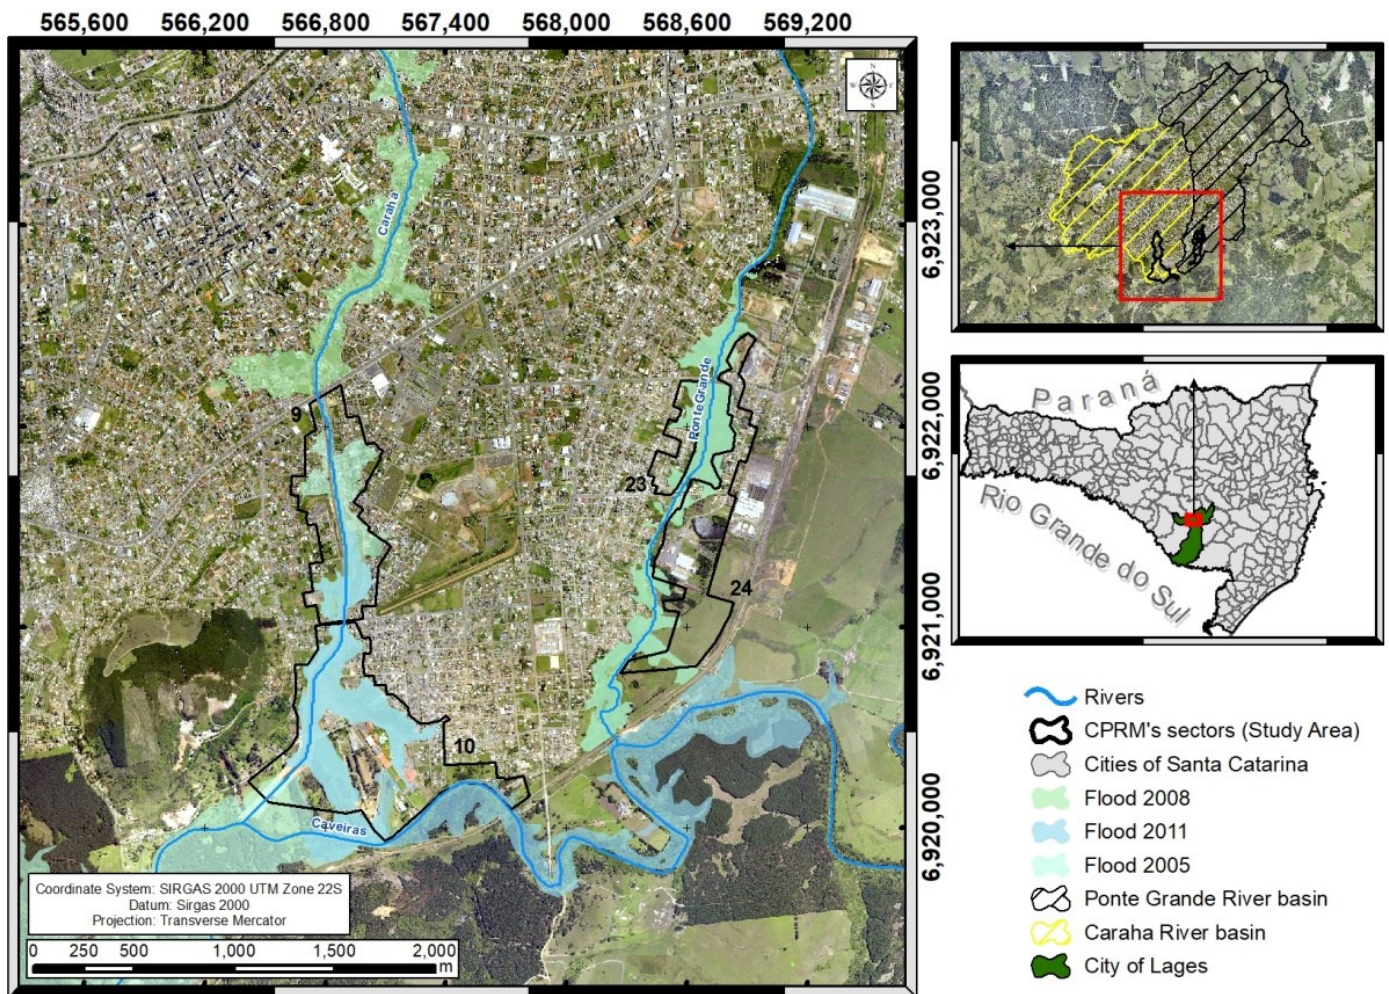 565,600 566,200 566,800 567,400 568,000 568,600 569,200
N
W E
S
6,923,000
6,922,000
6,921,000
6,920,000
Caraha
PonteGrande
9
23
24
10
Caveiras
Coordinate System: SIRGAS 2000 UTM Zone 22S
Datum: Sirgas 2000
Projection: Transverse Mercator
0 250 500 1,000 1,500 2,000
m
Paraná
Rio Grande do Sul
Rivers
CPRM's sectors (Study Area)
Cities of Santa Catarina
Flood 2008
Flood 2011
Flood 2005
Ponte Grande River basin
Caraha River basin
City of Lages